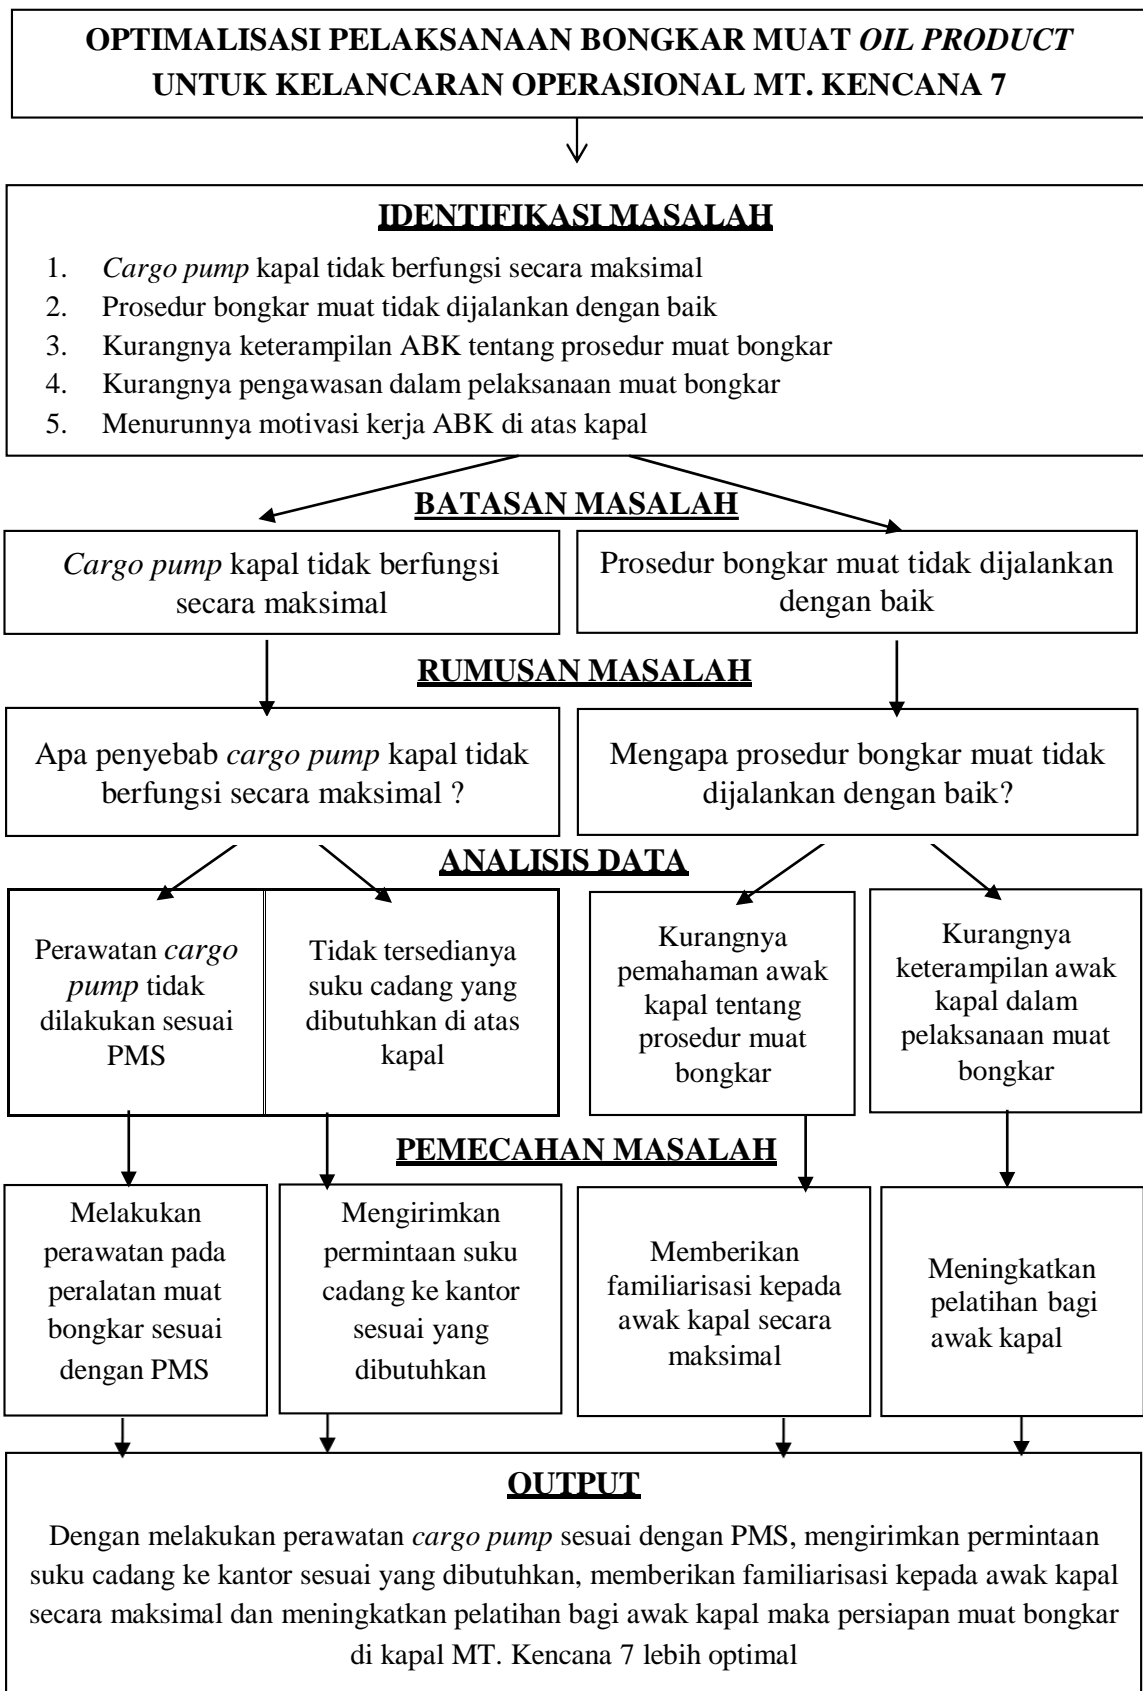 OPTIMALISASI PELAKSANAAN BONGKAR MUAT OIL PRODUCT
UNTUK KELANCARAN OPERASIONAL MT. KENCANA 7
IDENTIFIKASI MASALAH
1. Cargo pump kapal tidak berfungsi secara maksimal
2. Prosedur bongkar muat tidak dijalankan dengan baik
3. Kurangnya keterampilan ABK tentang prosedur muat bongkar
4. Kurangnya pengawasan dalam pelaksanaan muat bongkar
5. Menurunnya motivasi kerja ABK di atas kapal
BATASAN MASALAH
Cargo pump kapal tidak berfungsi
secara maksimal
Prosedur bongkar muat tidak dijalankan
dengan baik
RUMUSAN MASALAH
Apa penyebab cargo pump kapal tidak
berfungsi secara maksimal ?
Mengapa prosedur bongkar muat tidak
dijalankan dengan baik?
ANALISIS DATA
Perawatan cargo
pump tidak
dilakukan sesuai
PMS
Tidak tersedianya
suku cadang yang
dibutuhkan di atas
kapal
Kurangnya
pemahaman awak
kapal tentang
prosedur muat
bongkar
Kurangnya
keterampilan awak
kapal dalam
pelaksanaan muat
bongkar
PEMECAHAN MASALAH
Melakukan
perawatan pada
peralatan muat
bongkar sesuai
dengan PMS
Mengirimkan
permintaan suku
cadang ke kantor
sesuai yang
dibutuhkan
Memberikan
familiarisasi kepada
awak kapal secara
maksimal
Meningkatkan
pelatihan bagi
awak kapal
OUTPUT
Dengan melakukan perawatan cargo pump sesuai dengan PMS, mengirimkan permintaan
suku cadang ke kantor sesuai yang dibutuhkan, memberikan familiarisasi kepada awak kapal
secara maksimal dan meningkatkan pelatihan bagi awak kapal maka persiapan muat bongkar
di kapal MT. Kencana 7 lebih optimal